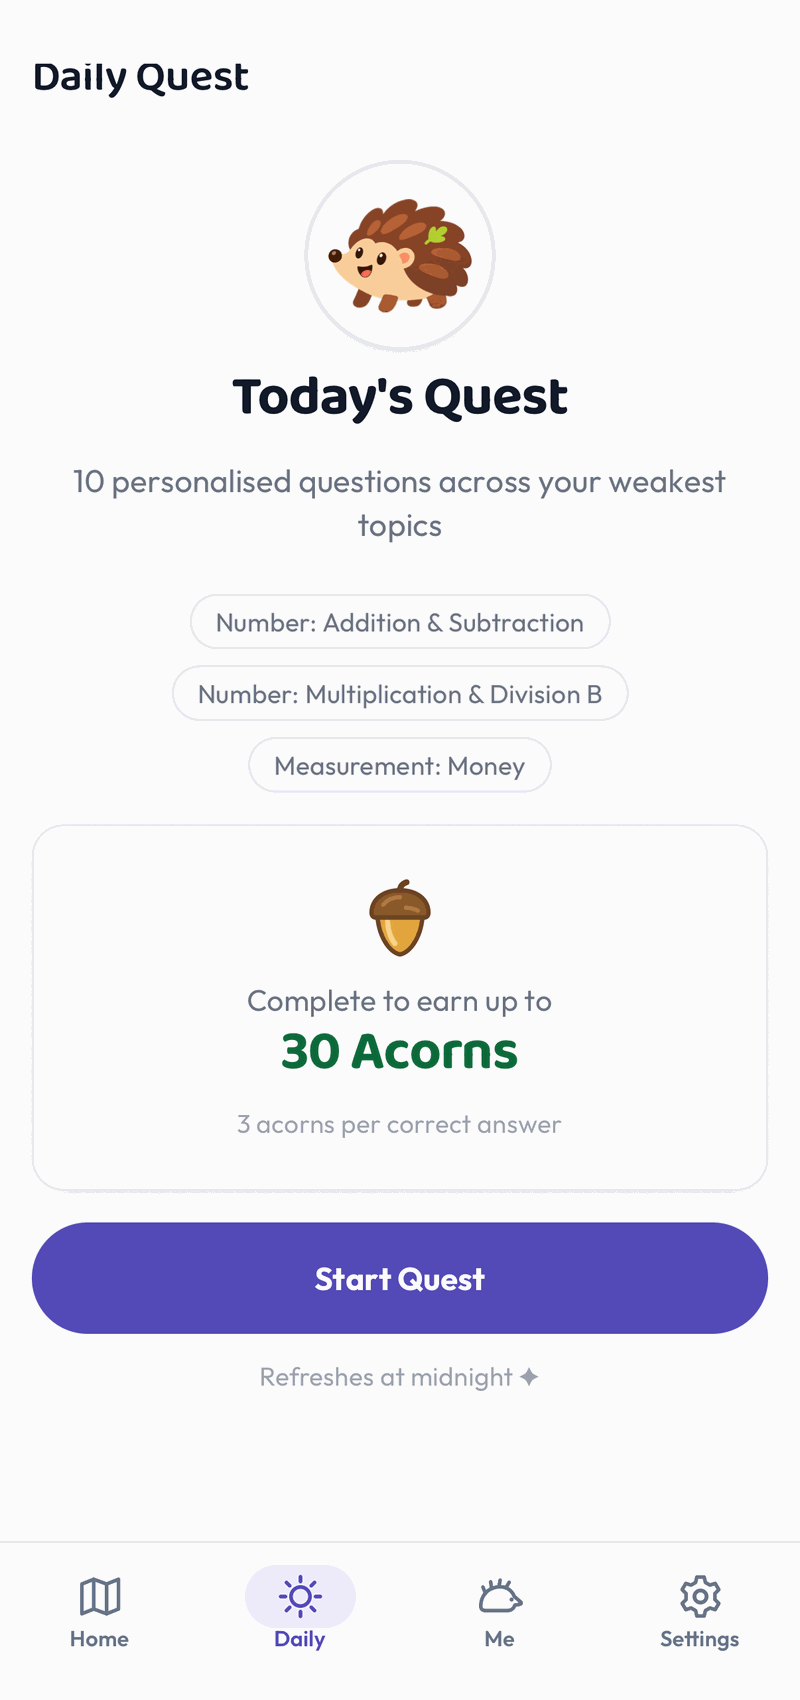 Daily Quest
Today's Quest
10 personalised questions across your weakest
topics
Number: Addition & Subtraction
Number: Multiplication & Division B
Measurement: Money
Complete to earn up to
30 Acorns
3 acorns per correct answer
Start Quest
Refreshes at midnight ✦
Home
Daily
Me
Settings